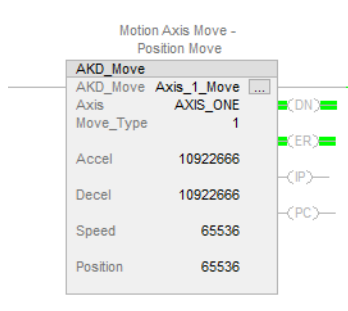 Motion Axis Move -
Position Move
AKD_Move
AKD_Move Axis_1_Move ...
Axis AXIS_ONE
(DN)
Move_Type 1
(ER)
Accel 10922666
(IP)
Decel 10922666
(PC)
Speed 65536
Position 65536